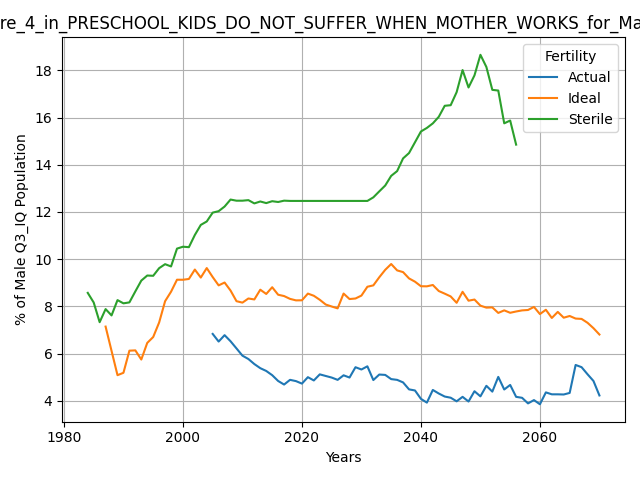 re_4_in_PRESCHOOL_KIDS_DO_NOT_SUFFER_WHEN_MOTHER_WORKS_for_Ma
Fertility
Actual
Ideal
Sterile
% of Male Q3_IQ Population
18
16
14
12
10
8
6
4
1980
2000
2020
2040
2060
Years